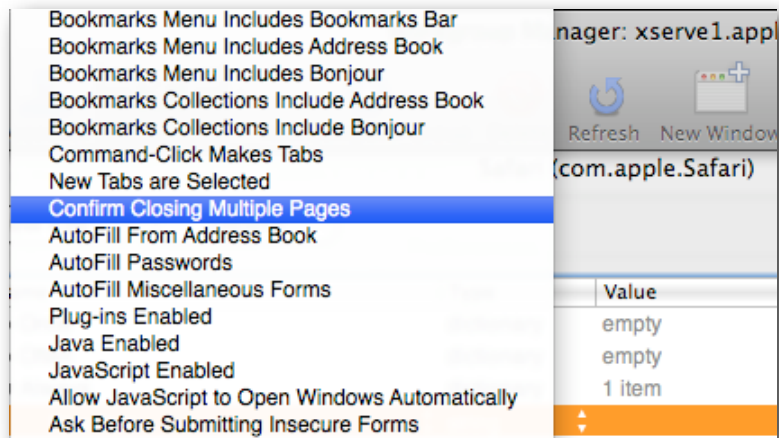 Bookmarks Menu Includes Bookmarks Bar
Bookmarks Menu Includes Address Book
Bookmarks Menu Includes Bonjour
Bookmarks Collections Include Address Book
Bookmarks Collections Include Bonjour
Command-Click Makes Tabs
New Tabs are Selected
Confirm Closing Multiple Pages
AutoFill From Address Book
AutoFill Passwords
AutoFill Miscellaneous Forms
Plug-ins Enabled
Java Enabled
JavaScript Enabled
Allow JavaScript to Open Windows Automatically
Ask Before Submitting Insecure Forms
nager: xserve1.appl
Refresh New Window
(com.apple.Safari)
Value
empty
empty
1 item